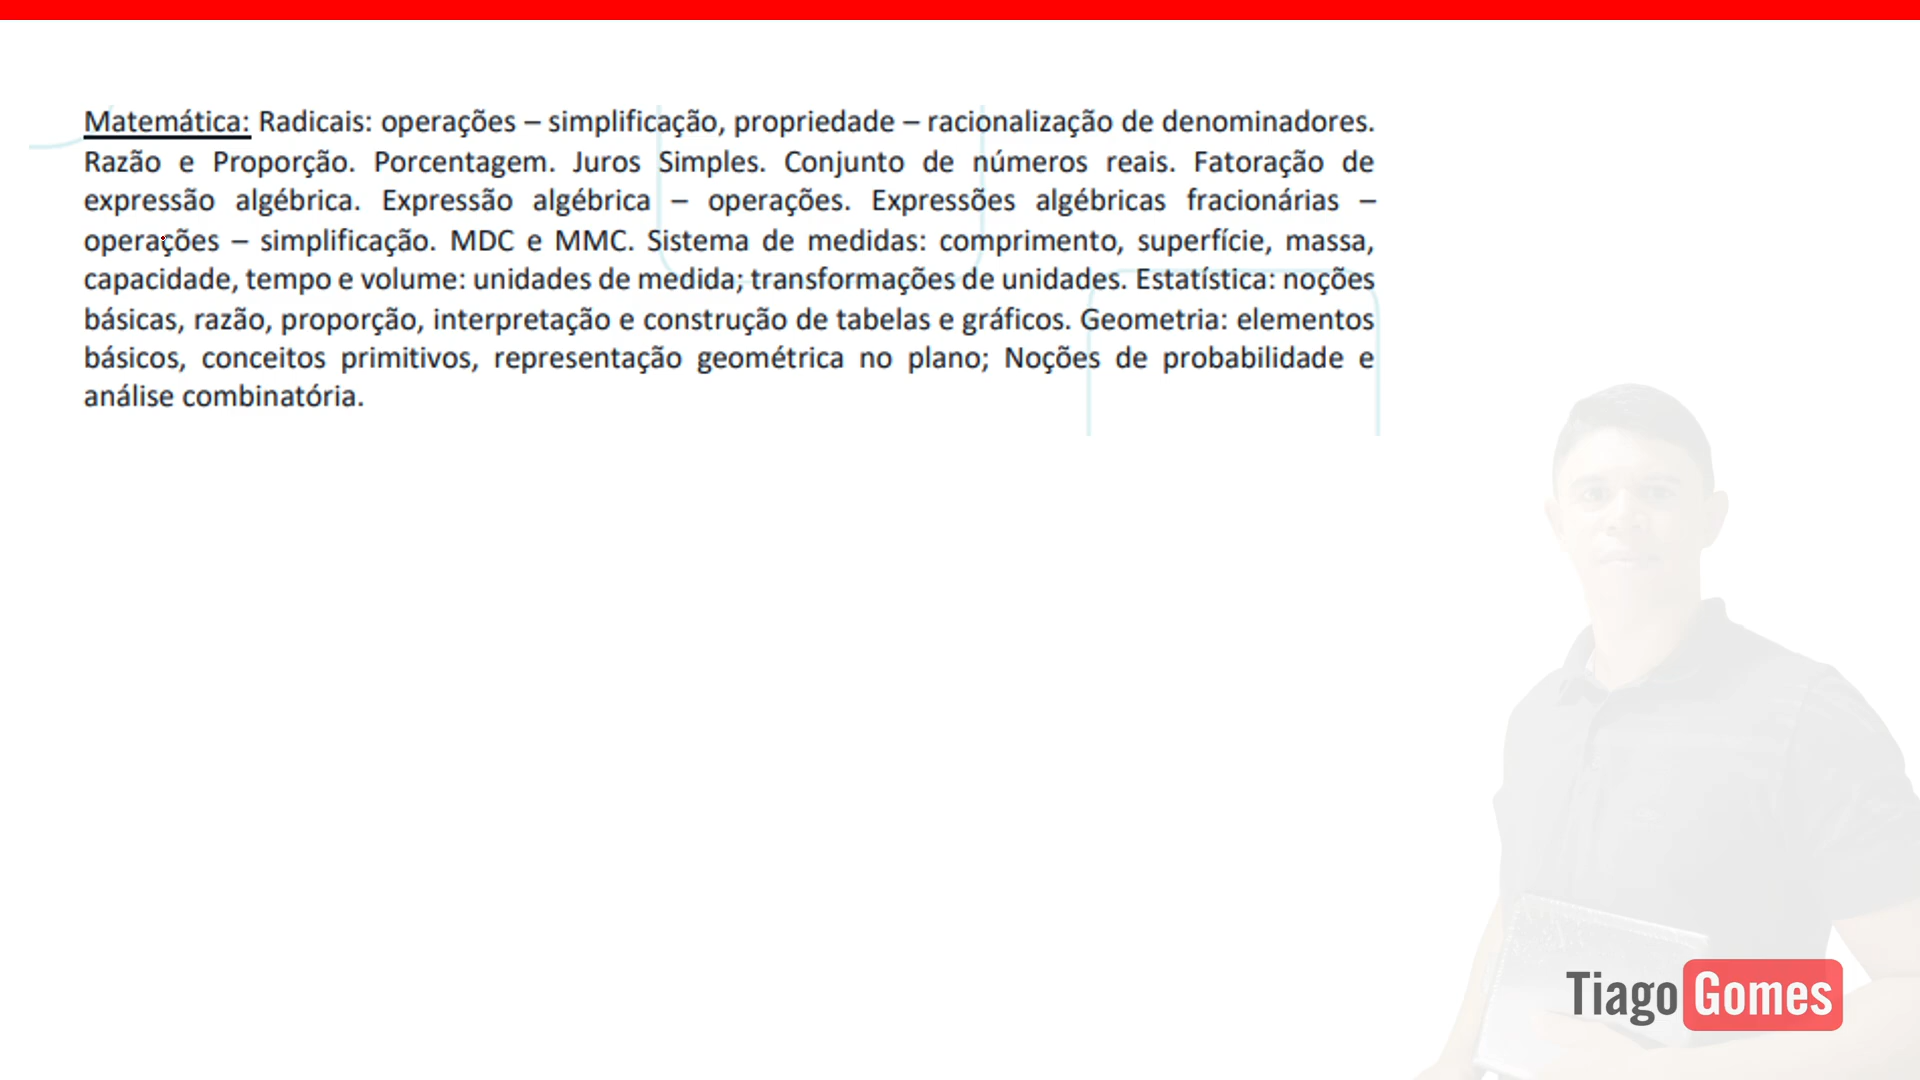 Matemática: Radicais: operações – simplificação, propriedade – racionalização de denominadores.
Razão e Proporção. Porcentagem. Juros Simples. Conjunto de números reais. Fatoração de
expressão algébrica. Expressão algébrica – operações. Expressões algébricas fracionárias –
operações – simplificação. MDC e MMC. Sistema de medidas: comprimento, superfície, massa,
capacidade, tempo e volume: unidades de medida; transformações de unidades. Estatística: noções
básicas, razão, proporção, interpretação e construção de tabelas e gráficos. Geometria: elementos
básicos, conceitos primitivos, representação geométrica no plano; Noções de probabilidade e
análise combinatória.
Tiago Gomes